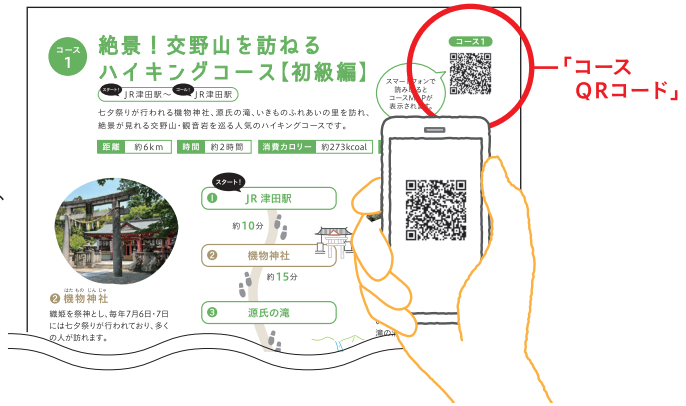 コース
1
絶景！交野山を訪ねる
ハイキングコース【初級編】
スタート！ JR津田駅～ ゴール！ JR津田駅
七夕祭りが行われる機物神社、源氏の滝、いきものふれあいの里を訪れ、
絶景が見れる交野山・観音岩を巡る人気のハイキングコースです。
距離 約6km 時間 約2時間 消費カロリー 約273kcoal
コース1
スマートフォンで
読み
コース
表示されます。
「コース
QRコード」
スタート！
1 JR 津田駅
約10分
2 機物神社
約15分
3 源氏の滝
はた もの じん じゃ
2 機物神社
織姫を祭神とし、毎年7月6日・7日
には七夕祭りが行われており、多く
の人が訪れます。
滝の